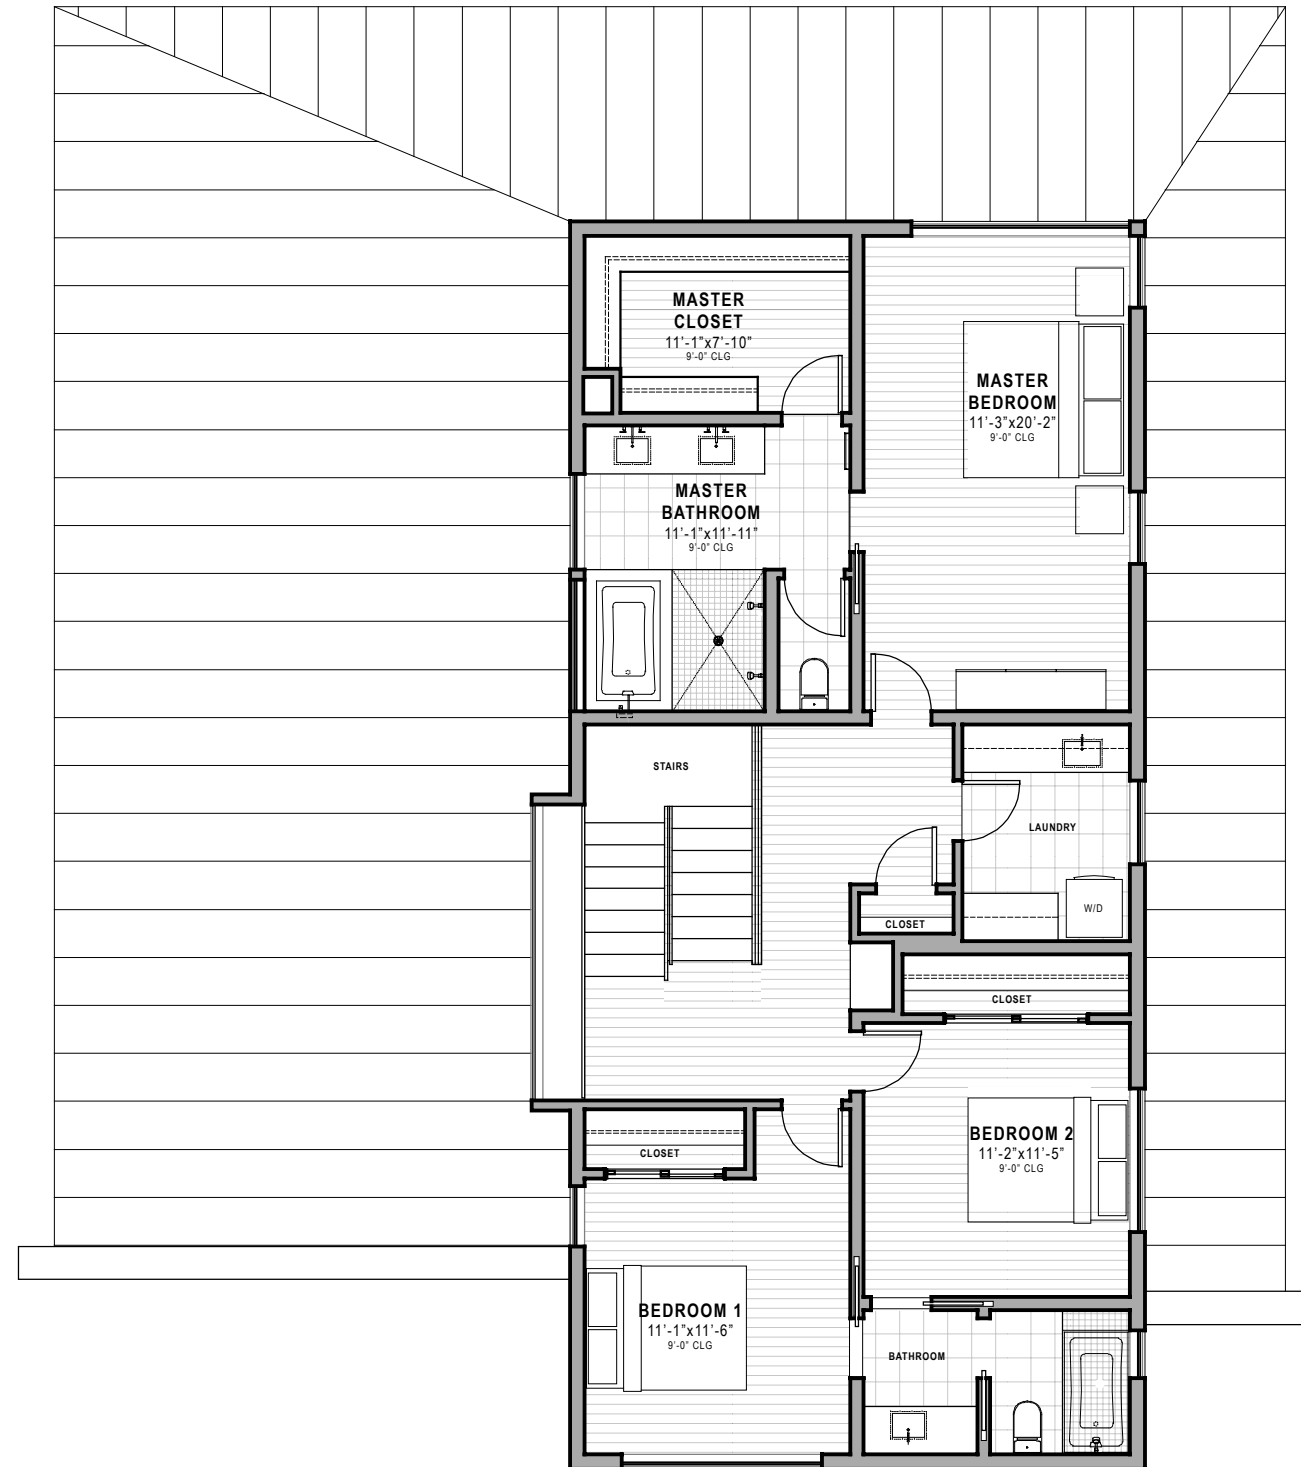 MASTER
CLOSET
11’-1”x7’-10”
9’-0” CLG
MASTER
BEDROOM
11’-3”x20’-2”
9’-0” CLG
MASTER
BATHROOM
11’-1”x11’-11”
9’-0” CLG
STAIRS
LAUNDRY
W/D
CLOSET
CLOSET
BEDROOM 2
11’-2”x11’-5”
9’-0” CLG
CLOSET
BEDROOM 1
11’-1”x11’-6”
9’-0” CLG
BATHROOM